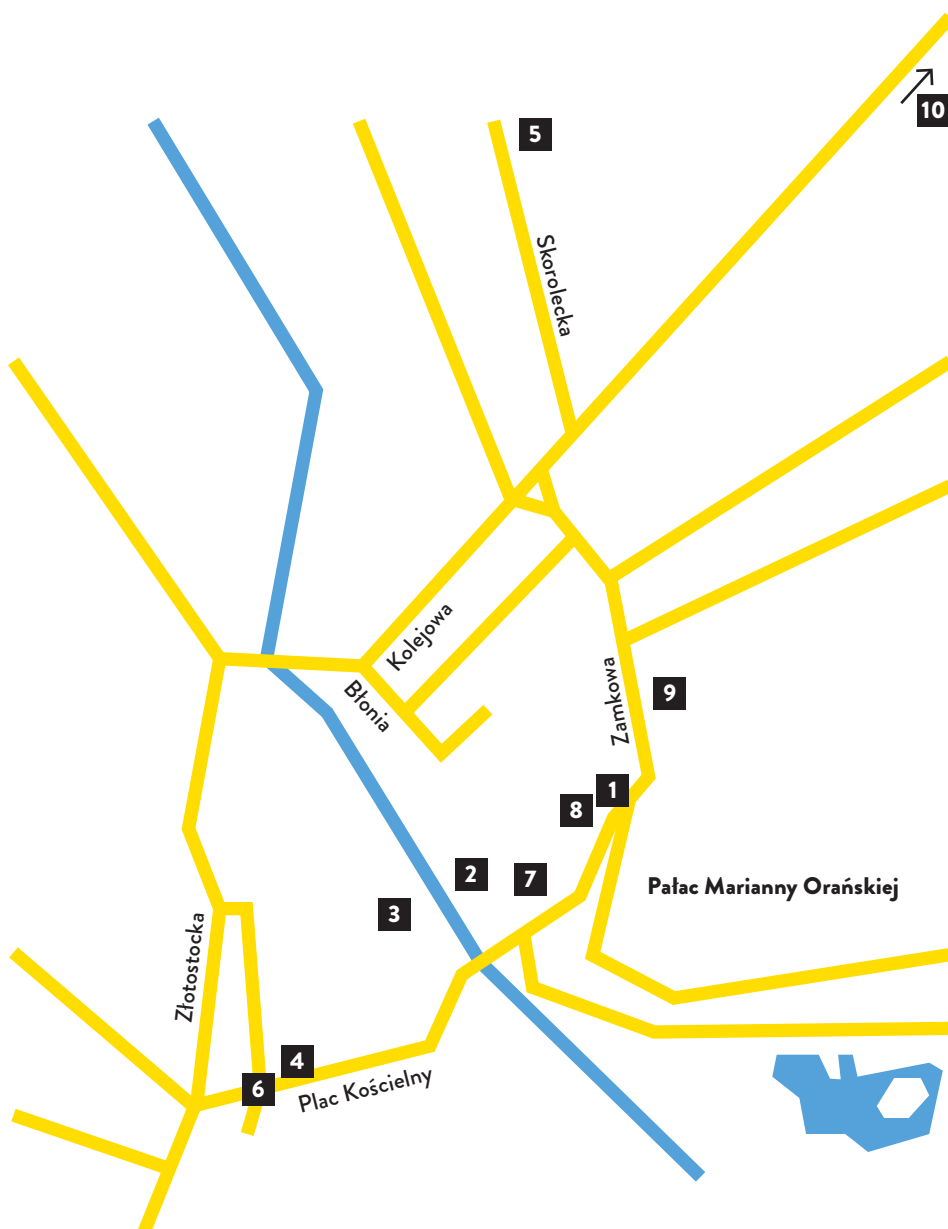 10
5
Skorolecka
Kolejowa
Błonia
Zamkowa
9
1
8
2
7
Pałac Marianny Orańskiej
3
Złotostocka
4
6
Plac Kościelny